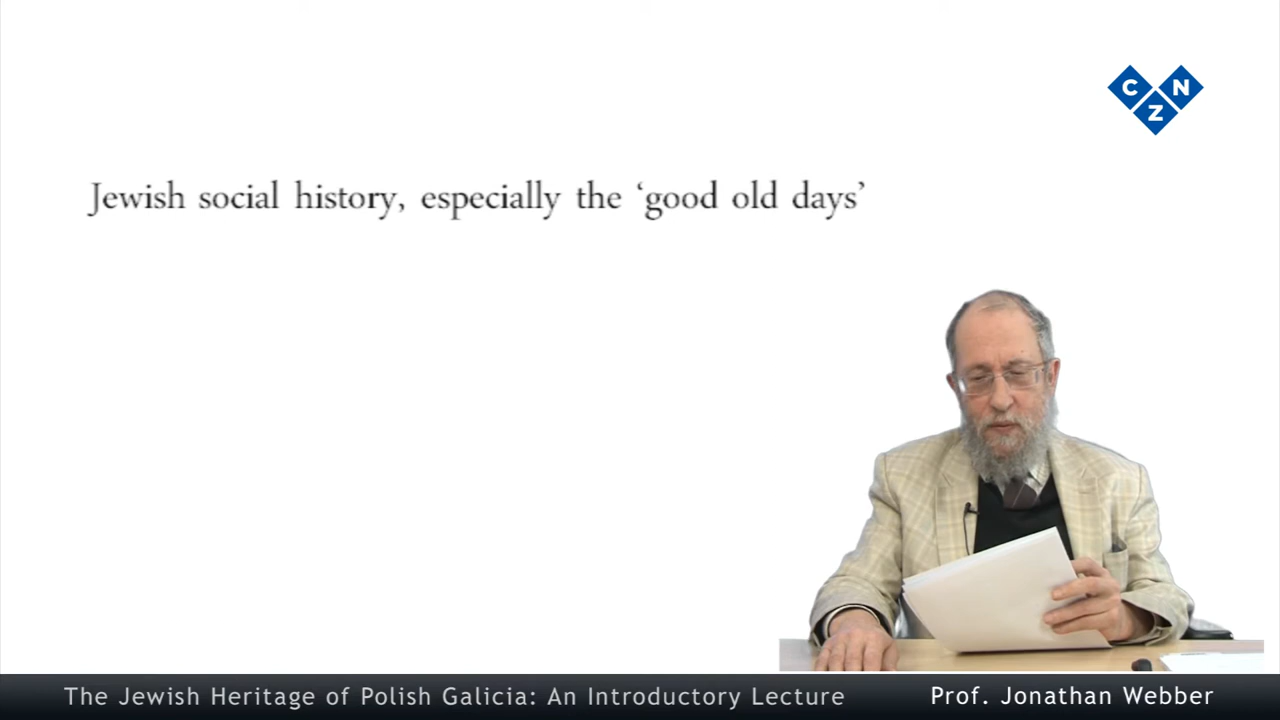 C N
Z
Jewish social history, especially the ‘good old days’
The Jewish Heritage of Polish Galicia: An Introductory Lecture Prof. Jonathan Webber